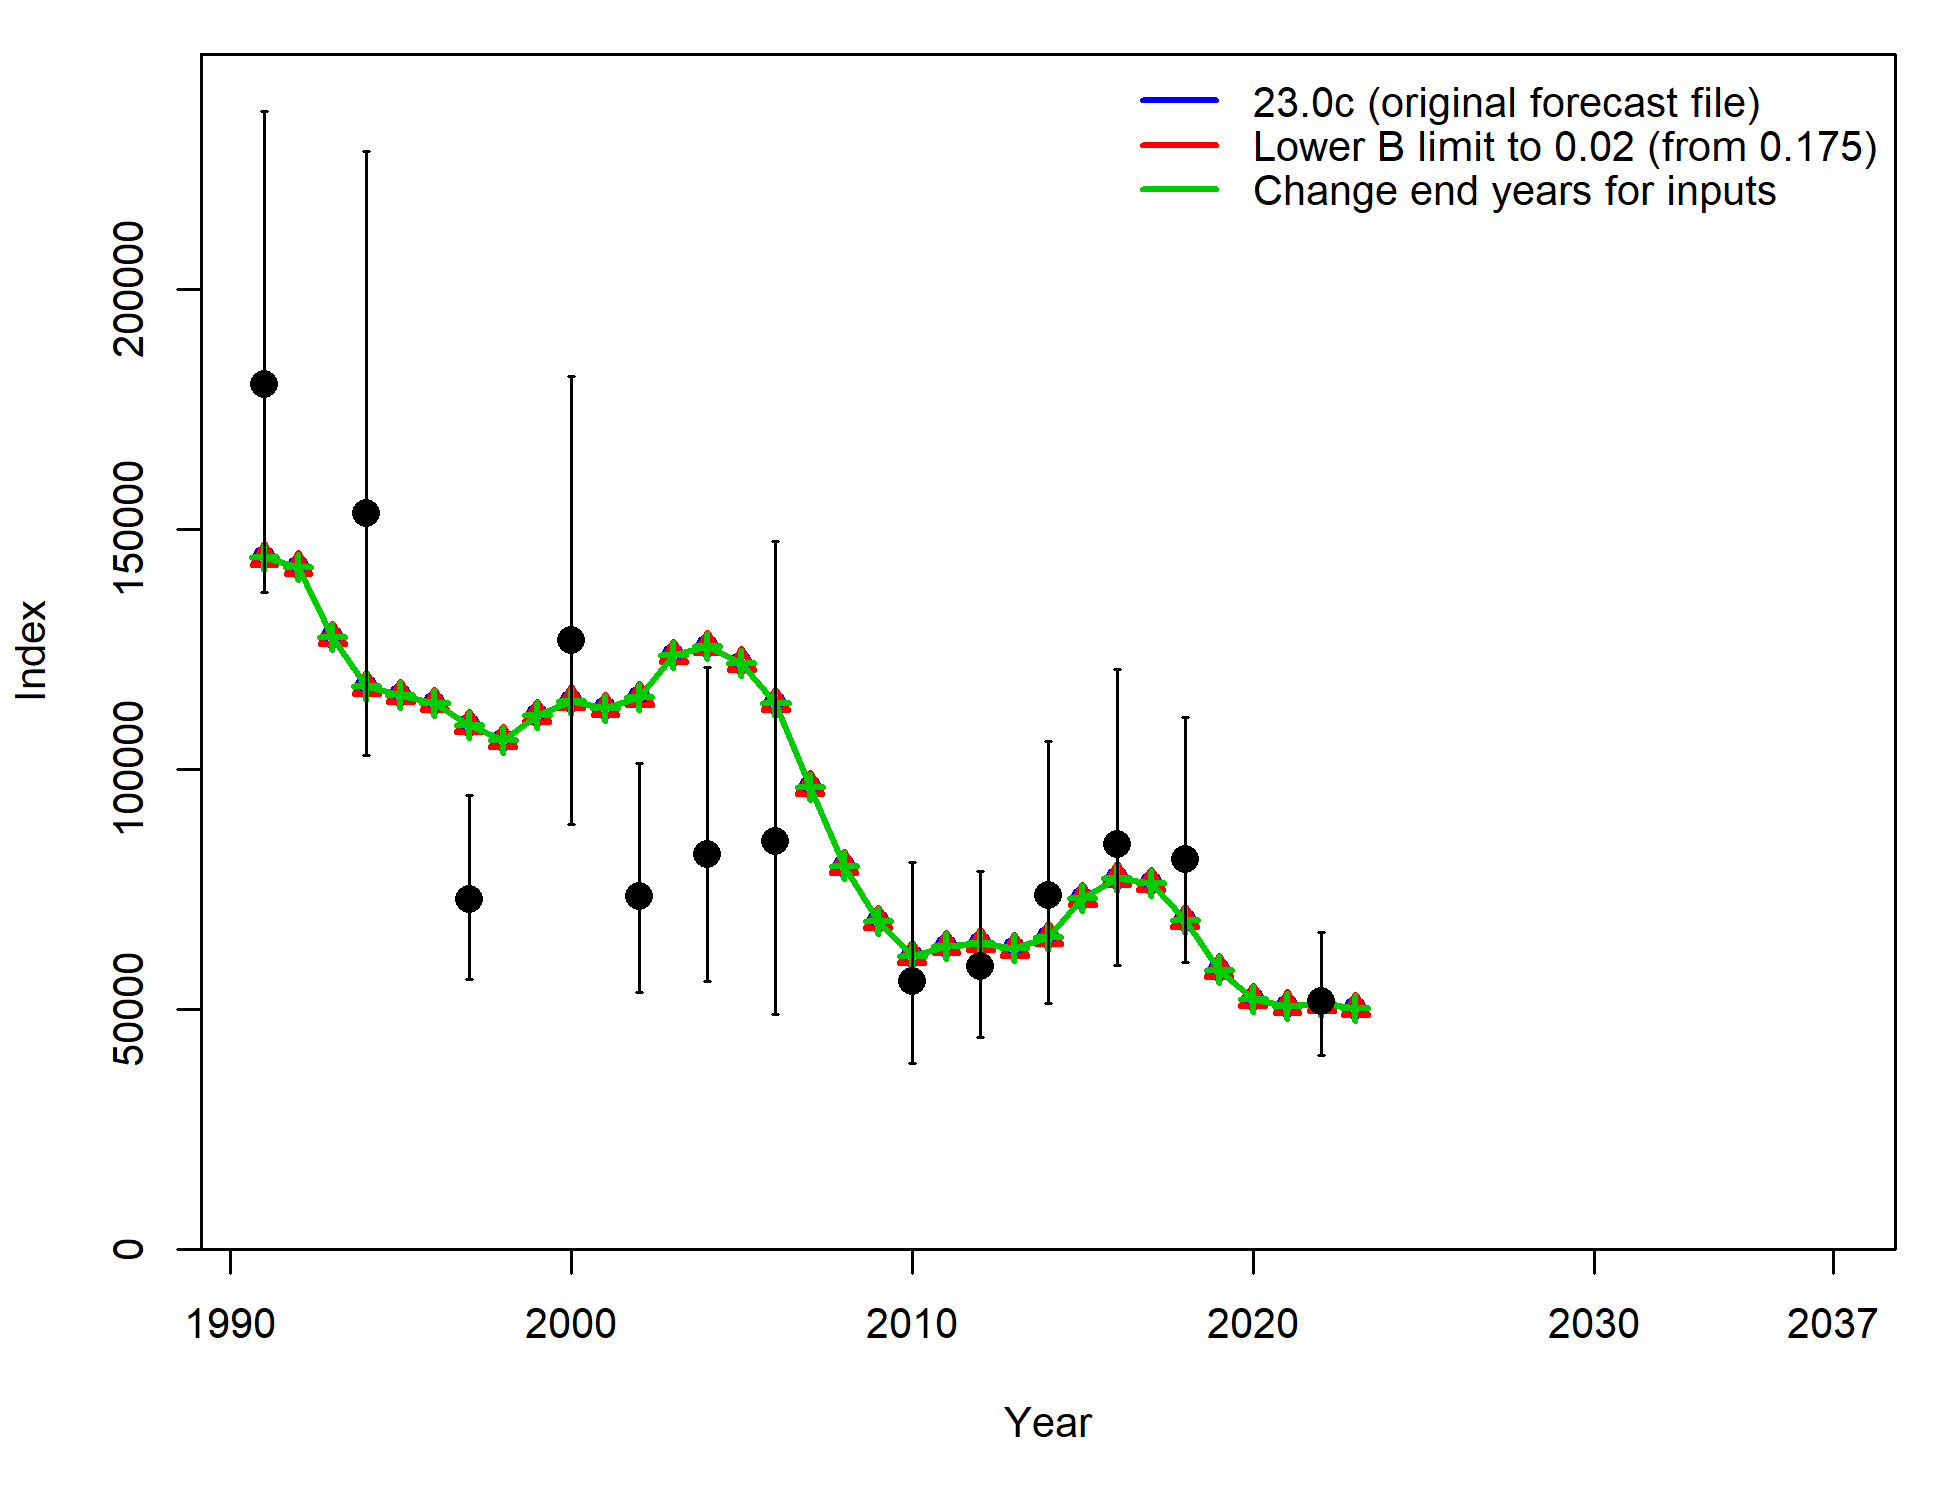 23.0c (original forecast file)
Lower B limit to 0.02 (from 0.175)
Change end years for inputs
Index
200000
150000
100000
50000
0
1990 2000 2010 2020 2030 2037
Year